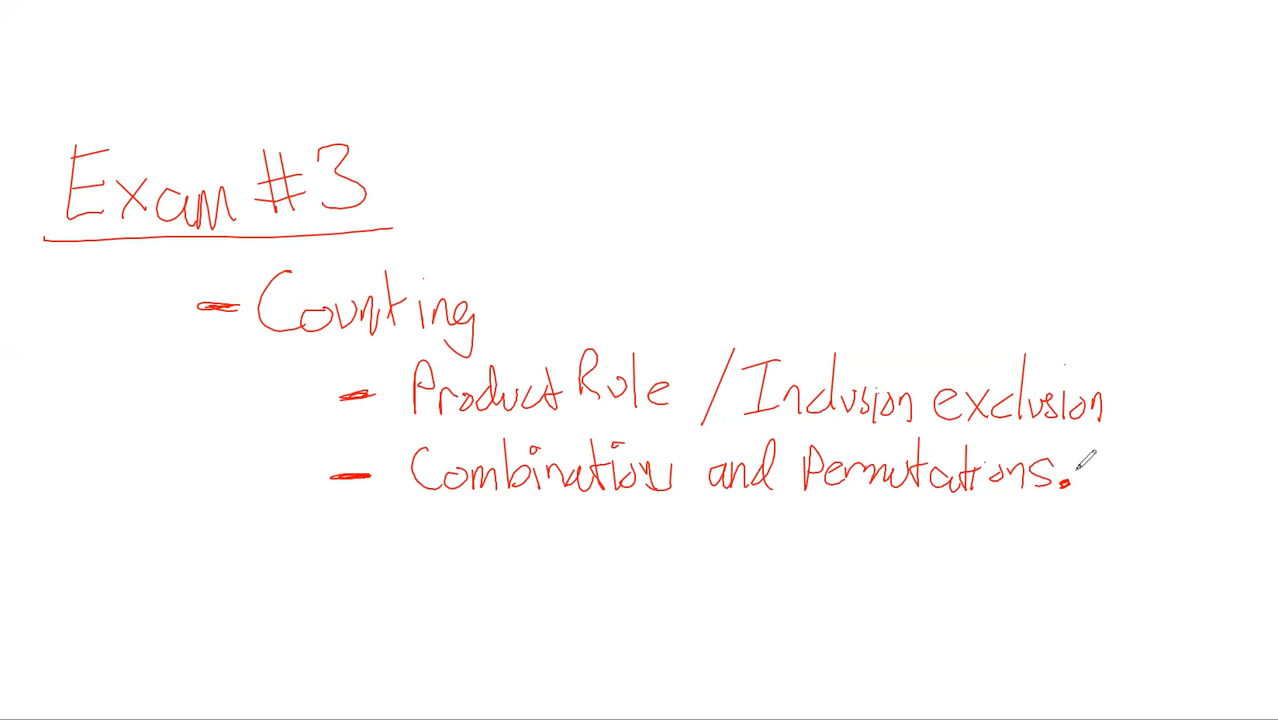 Exam #3
- Counting
- Product Rule / Inclusion exclusion
- Combinations and Permutations.